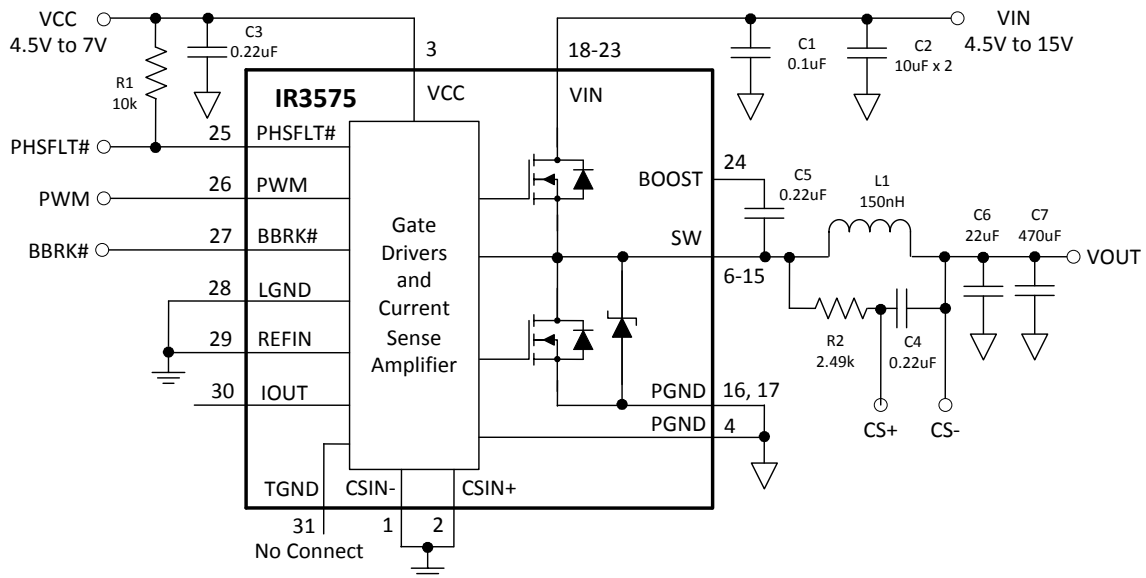 VCC
4.5V to 7V
C3
0.22uF
R1
10k
3
18-23
C1
0.1uF
C2
10uF x 2
VIN
4.5V to 15V
IR3575
VCC
VIN
PHSFLT#
25
PHSFLT#
PWM
26
PWM
BBRK#
27
BBRK#
28
LGND
29
REFIN
30
IOUT
Gate
Drivers
and
Current
Sense
Amplifier
BOOST
24
C5
0.22uF
SW
6-15
L1
150nH
C6
22uF
C7
470uF
VOUT
R2
2.49k
C4
0.22uF
CS+
CS-
PGND
16, 17
PGND
4
TGND
CSIN-
CSIN+
31
1
2
No Connect